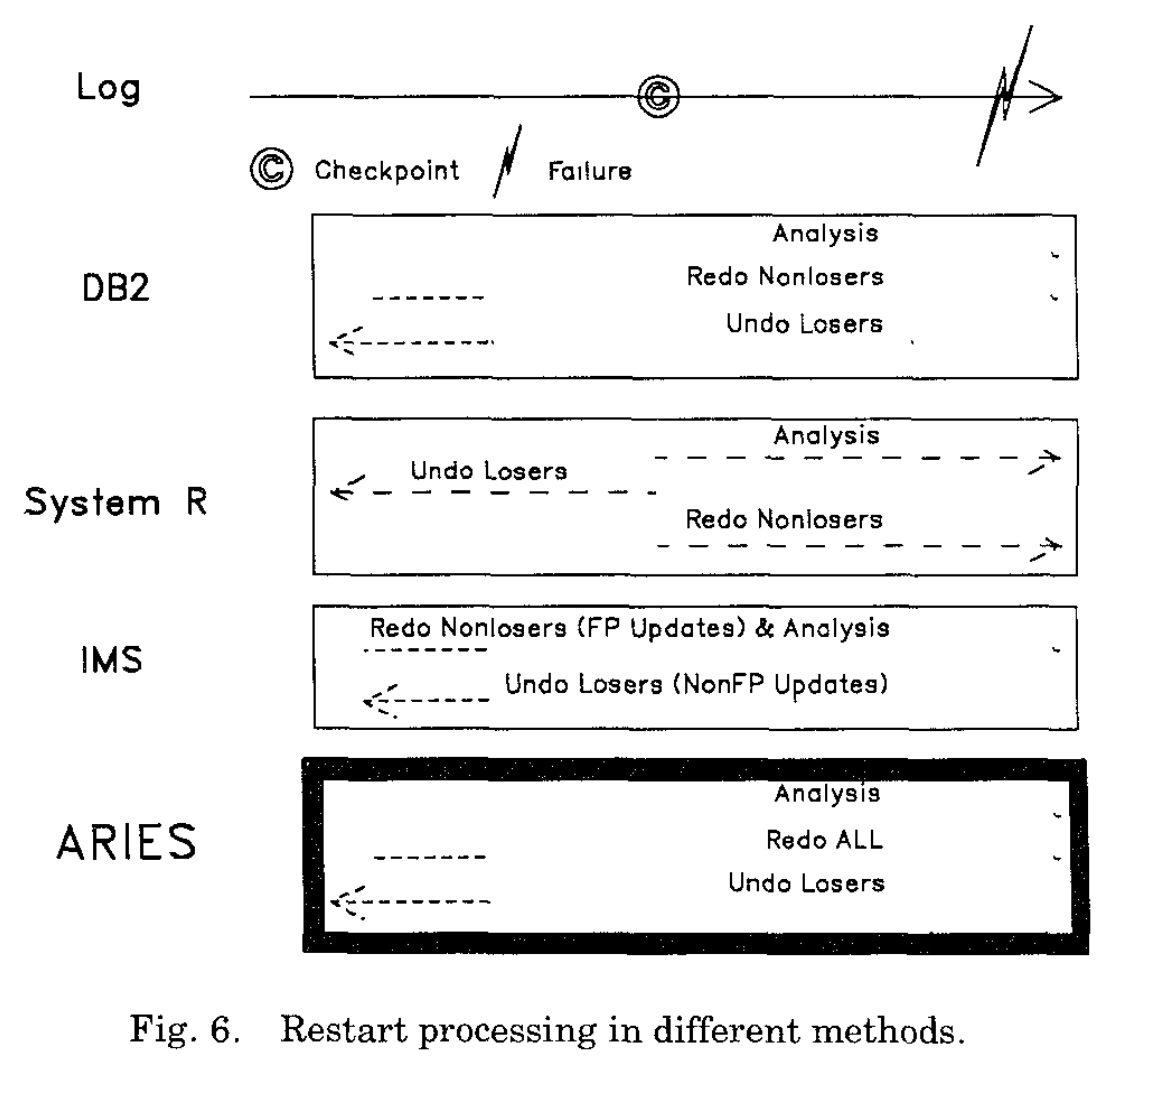 Log
© Checkpoint Failure
DB2
Analysis
Redo Nonlosers
Undo Losers
System R
Analysis
Undo Losers
Redo Nonlosers
IMS
Redo Nonlosers (FP Updates) & Analysis
Undo Losers (NonFP Updates)
ARIES
Analysis
Redo ALL
Undo Losers
Fig. 6. Restart processing in different methods.